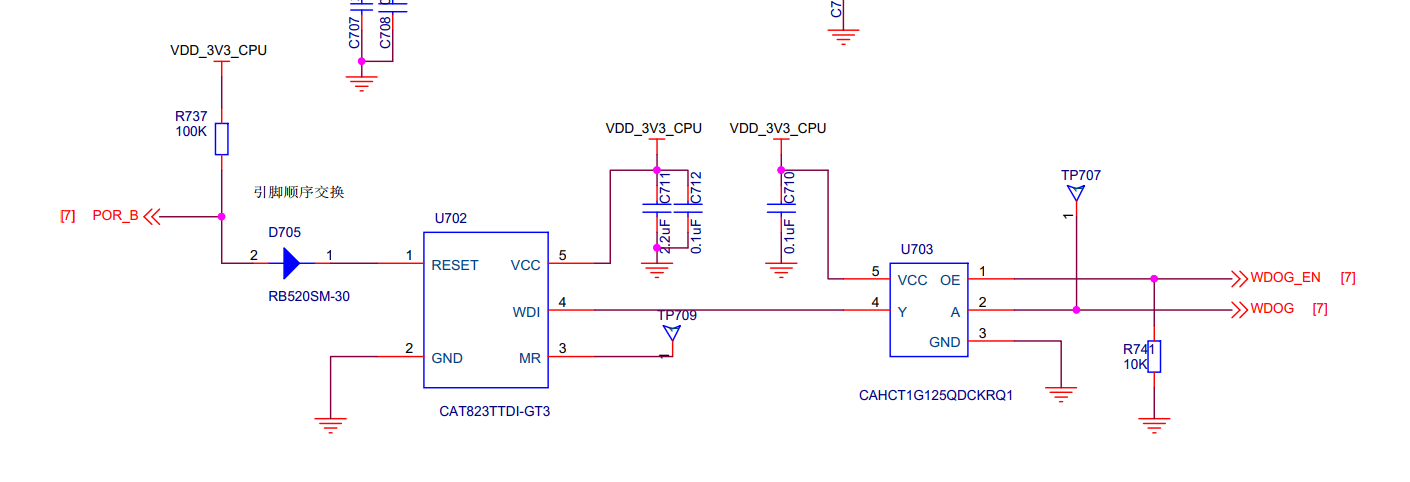 C707
C708
C7
VDD_3V3_CPU
R737
100K
引脚顺序交换
[7] POR_B
D705
2 1
RB520SM-30
U702
1 RESET VCC 5
WDI 4
2 GND MR 3
CAT823TTDI-GT3
VDD_3V3_CPU
C711
2.2uF
C712
0.1uF
TP709
1
VDD_3V3_CPU
C710
0.1uF
U703
5 VCC OE 1
4 Y A 2
GND 3
CAHCT1G125QDCKRQ1
TP707
1
WDOG_EN [7]
WDOG [7]
R741
10K